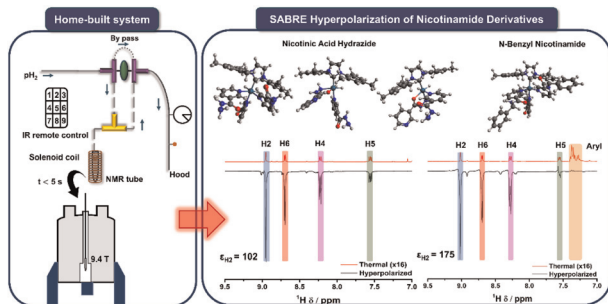 Home-built system
By pass
pH2
1 2 3
4 5 6
7 8 9
IR remote control
Solenoid coil
NMR tube
Hood
t < 5 s
9.4 T
SABRE Hyperpolarization of Nicotinamide Derivatives
Nicotinic Acid Hydrazide
N-Benzyl Nicotinamide
H2 H6 H4 H5
H2 H6 H4 H5 Aryl
εH2 = 102
Thermal (x16)
Hyperpolarized
εH2 = 175
Thermal (x16)
Hyperpolarized
9.0 8.5 8.0 7.5 7.0
9.0 8.5 8.0 7.5 7.0
¹H δ / ppm
¹H δ / ppm